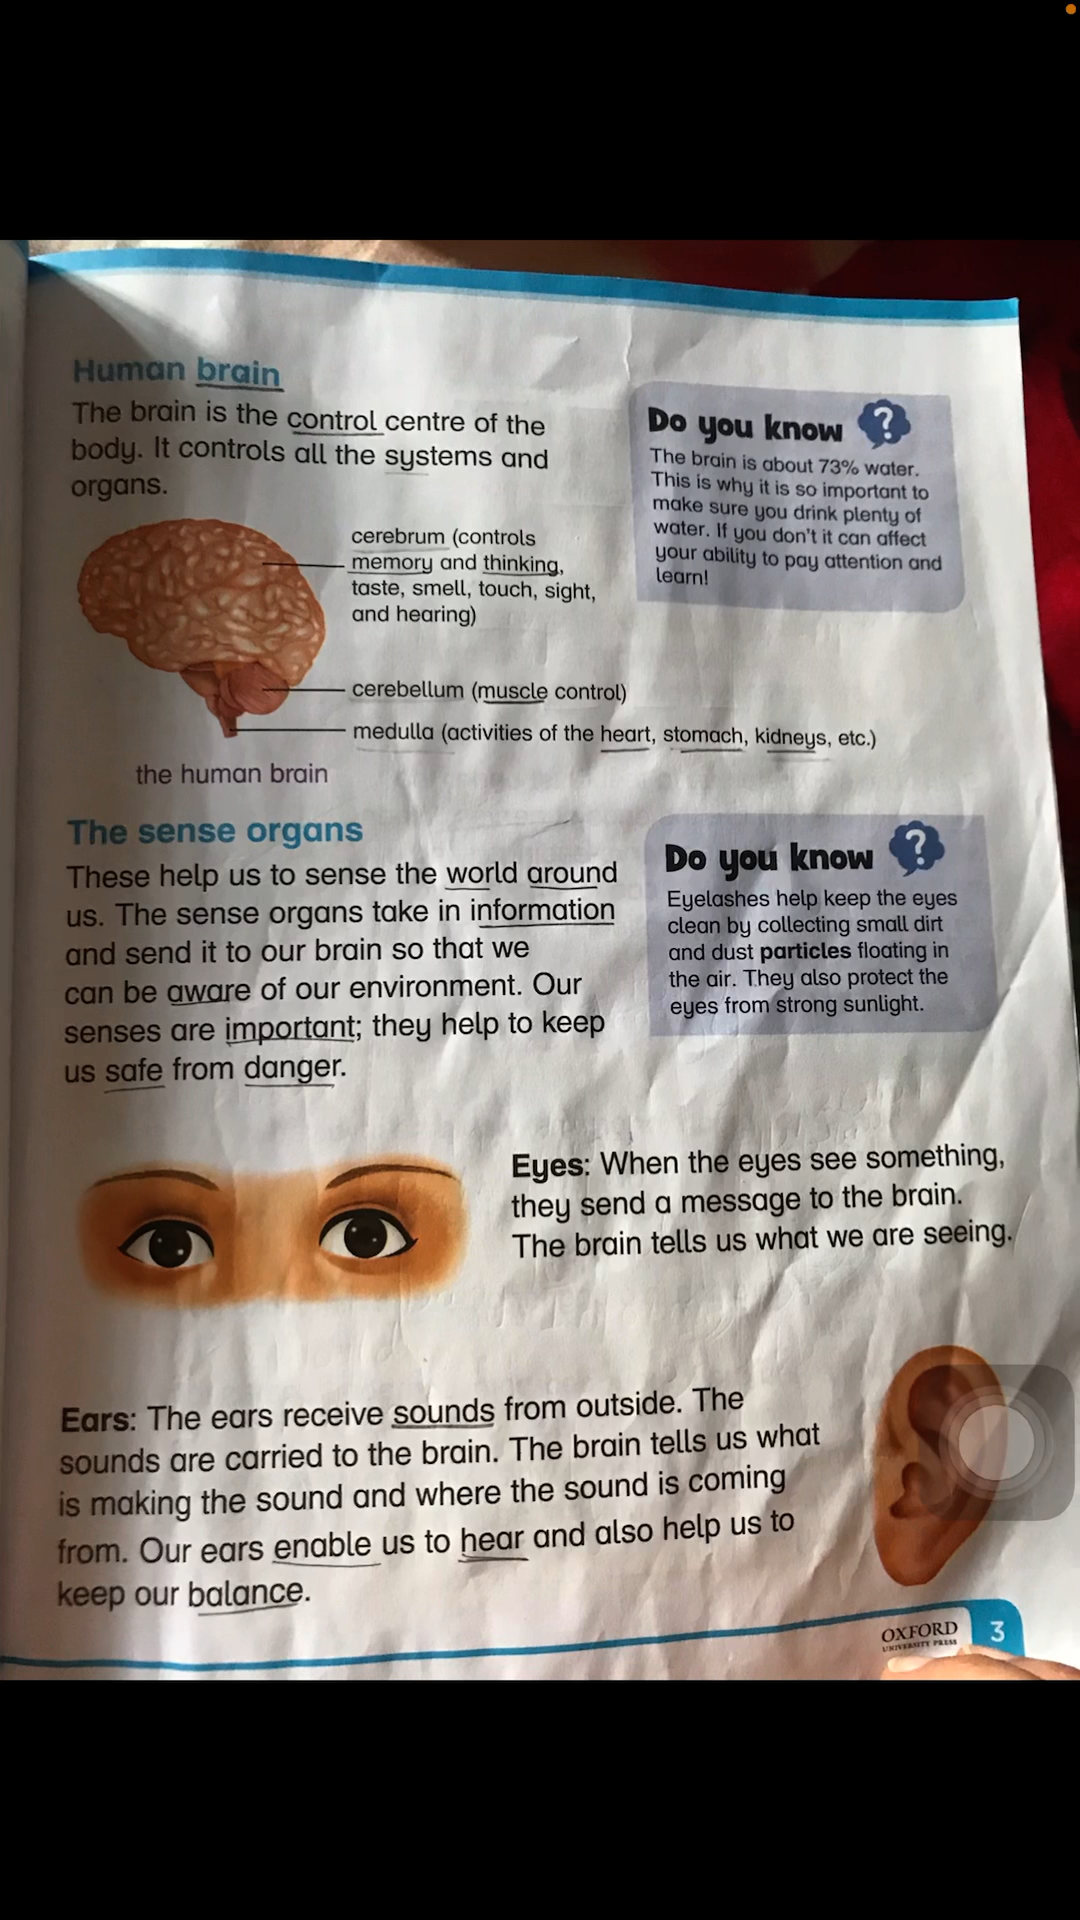 Human brain
The brain is the control centre of the
body. It controls all the systems and
organs.
Do you know ?
The brain is about 73% water.
This is why it is so important to
make sure you drink plenty of
water. If you don't it can affect
your ability to pay attention and
learn!
cerebrum (controls
memory and thinking,
taste, smell, touch, sight,
and hearing)
cerebellum (muscle control)
medulla (activities of the heart, stomach, kidneys, etc.)
the human brain
The sense organs
These help us to sense the world around
us. The sense organs take in information
and send it to our brain so that we
can be aware of our environment. Our
senses are important; they help to keep
us safe from danger.
Do you know ?
Eyelashes help keep the eyes
clean by collecting small dirt
and dust particles floating in
the air. They also protect the
eyes from strong sunlight.
Eyes: When the eyes see something,
they send a message to the brain.
The brain tells us what we are seeing.
Ears: The ears receive sounds from outside. The
sounds are carried to the brain. The brain tells us what
is making the sound and where the sound is coming
from. Our ears enable us to hear and also help us to
keep our balance.
OXFORD
UNIVERSITY PRESS
3